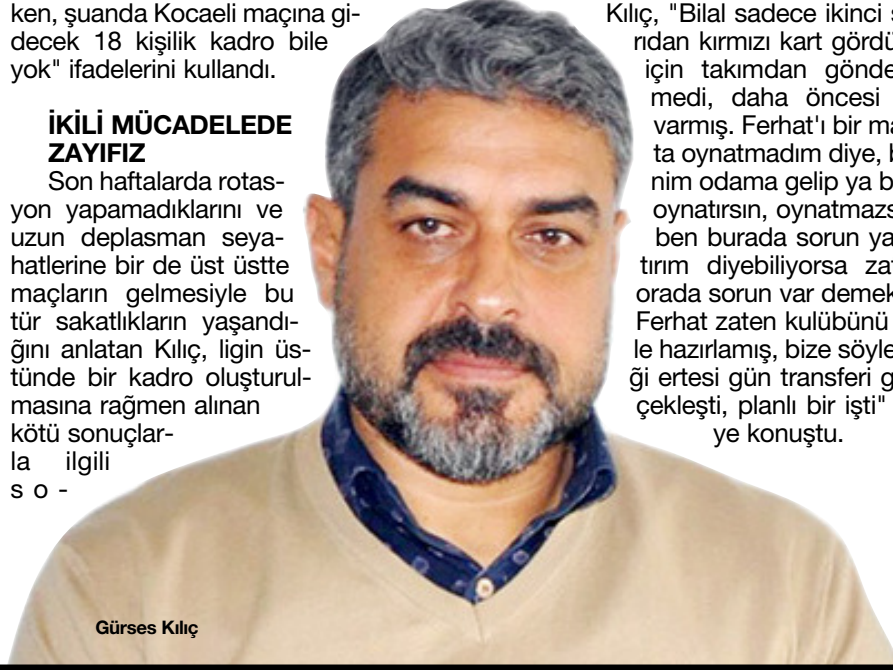 ken, şuanda Kocaeli maçına gi-
decek 18 kişilik kadro bile
yok" ifadelerini kullandı.
İKİLİ MÜCADELEDE
ZAYIFIZ
Son haftalarda rotas-
yon yapamadıklarını ve
uzun deplasman seya-
hatlerine bir de üst üstte
maçların gelmesiyle bu
tür sakatlıkların yaşandı-
ğını anlatan Kılıç, ligin üs-
tünde bir kadro oluşturul-
masına rağmen alınan
kötü sonuçlar-
la ilgili
so-
Kılıç, "Bilal sadece ikinci
rıdan kırmızı kart gördü
için takımdan gönde
medi, daha öncesi
varmış. Ferhat'ı bir ma
ta oynatmadım diye, b
nim odama gelip ya b
oynatırsın, oynatmazs
ben burada sorun ya
tırım diyebiliyorsa za
orada sorun var demek
Ferhat zaten kulübünü
le hazırlamış, bize söyle
ği ertesi gün transferi g
çekleşti, planlı bir işti"
ye konuştu.
Gürses Kılıç